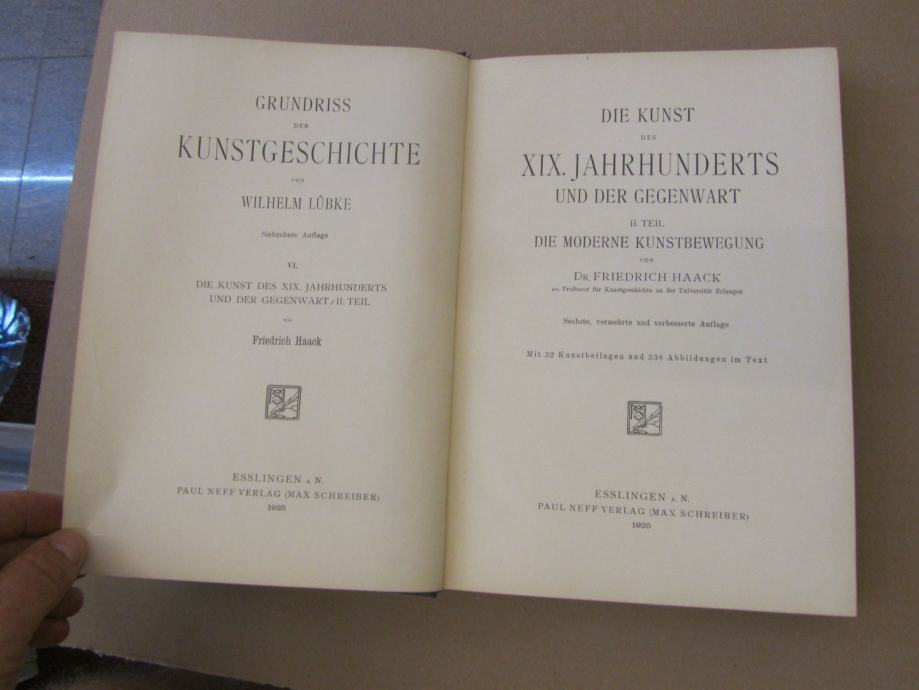 GRUNDRISS
DER
KUNSTGESCHICHTE
VON
WILHELM LÜBKE
Siebzehnte Auflage
VI.
DIE KUNST DES XIX. JAHRHUNDERTS
UND DER GEGENWART / II. TEIL
von
Friedrich Haack
ESSLINGEN A. N.
PAUL NEFF VERLAG (MAX SCHREIBER)
1925
DIE KUNST
DES
XIX. JAHRHUNDERTS
UND DER GEGENWART
II. TEIL
DIE MODERNE KUNSTBEWEGUNG
VON
DR. FRIEDRICH HAACK
ao. Professor für Kunstgeschichte an der Universität Erlangen
Sechste, vermehrte und verbesserte Auflage
Mit 32 Kunstbeilagen und 338 Abbildungen im Text
ESSLINGEN A. N.
PAUL NEFF VERLAG (MAX SCHREIBER)
1925